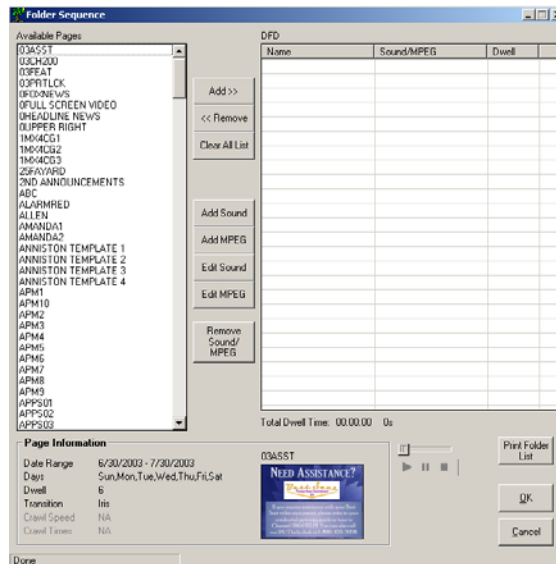 Folder Sequence
Available Pages
03ASST
03CH200
03FEAT
03PRTLCK
0FOXNEWS
0FULL SCREEN VIDEO
0HEADLINE NEWS
0UPPER RIGHT
1MX4CG1
1MX4CG2
1MX4CG3
25FAYARD
2ND ANNOUNCEMENTS
ABC
ALARMRED
ALLEN
AMANDA1
AMANDA2
ANNISTON TEMPLATE 1
ANNISTON TEMPLATE 2
ANNISTON TEMPLATE 3
ANNISTON TEMPLATE 4
APM1
APM10
APM2
APM3
APM4
APM5
APM6
APM7
APM8
APM9
APPS01
APPS02
APPS03
Add >>
<< Remove
Clear All List
Add Sound
Add MPEG
Edit Sound
Edit MPEG
Remove
Sound/
MPEG
DFD
Name Sound/MPEG Dwell
Total Dwell Time: 00:00:00 0s
Page Information
Date Range 6/30/2003 - 7/30/2003
Days Sun,Mon,Tue,Wed,Thu,Fri,Sat
Dwell 6
Transition Iris
Crawl Speed NA
Crawl Times NA
03ASST
NEED ASSISTANCE?
Print Folder
List
OK
Cancel
Done